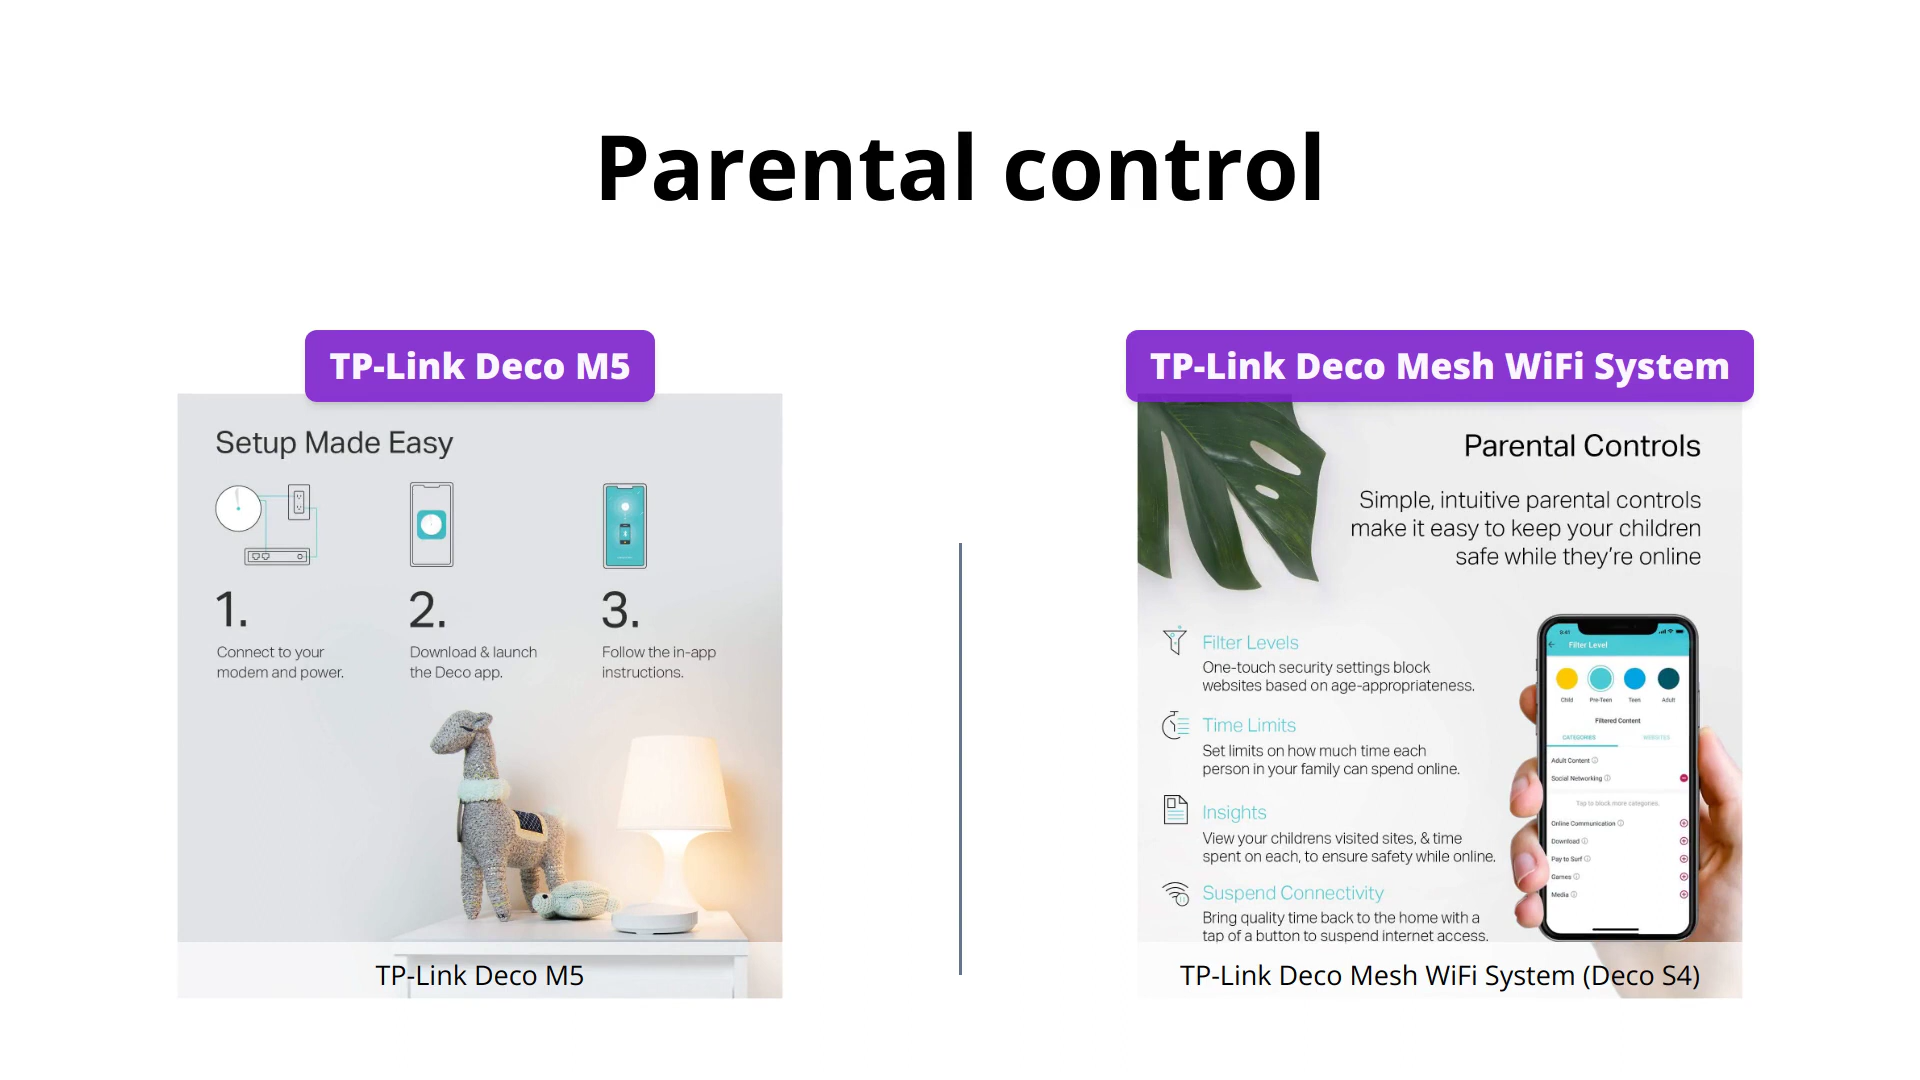 Parental control
TP-Link Deco M5
Setup Made Easy
1.
Connect to your
modem and power.
2.
Download & launch
the Deco app.
3.
Follow the in-app
instructions.
TP-Link Deco M5
TP-Link Deco Mesh WiFi System
Parental Controls
Simple, intuitive parental controls
make it easy to keep your children
safe while they're online
Filter Levels
One-touch security settings block
websites based on age-appropriateness.
Time Limits
Set limits on how much time each
person in your family can spend online.
Insights
View your childrens visited sites, & time
spent on each, to ensure safety while online.
Suspend Connectivity
Bring quality time back to the home with a
tap of a button to suspend internet access.
9:41
Filter Level
Child Pre-Teen Teen Adult
Filtered Content
CATEGORIES WEBSITES
Adult Content
Social Networking
Tap to block more categories.
Online Communication
Download
Pay to Surf
Games
Media
TP-Link Deco Mesh WiFi System (Deco S4)